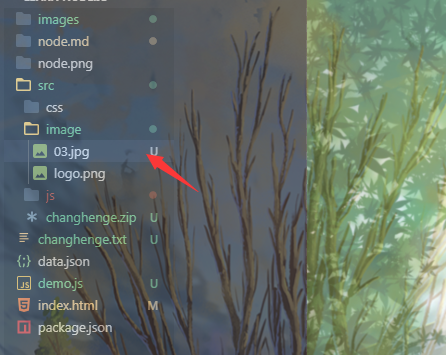 images
node.md
node.png
src
css
image
03.jpg U
logo.png
js
changhenge.zip U
changhenge.txt U
data.json
demo.js U
index.html M
package.json